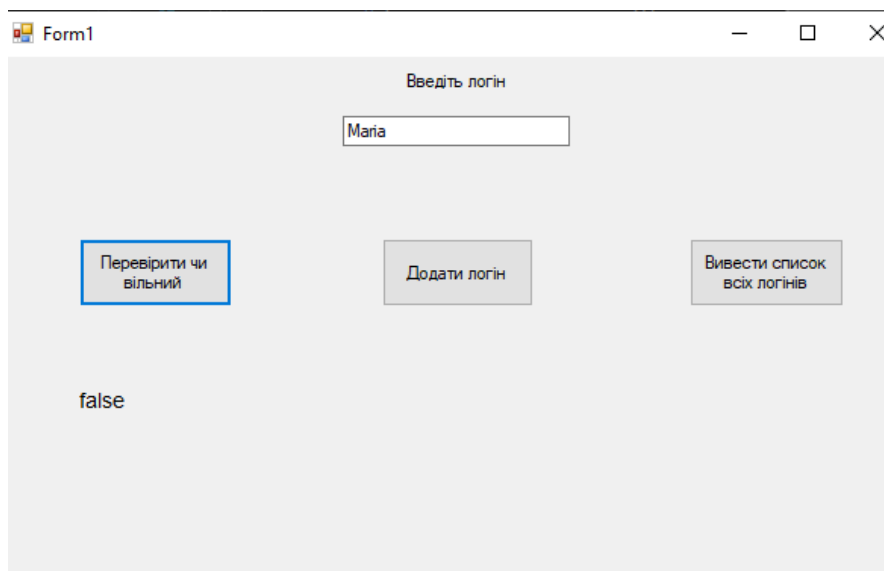 Form1
Введіть логін
Maria
Перевірити чи
вільний
Додати логін
Вивести список
всіх логінів
false